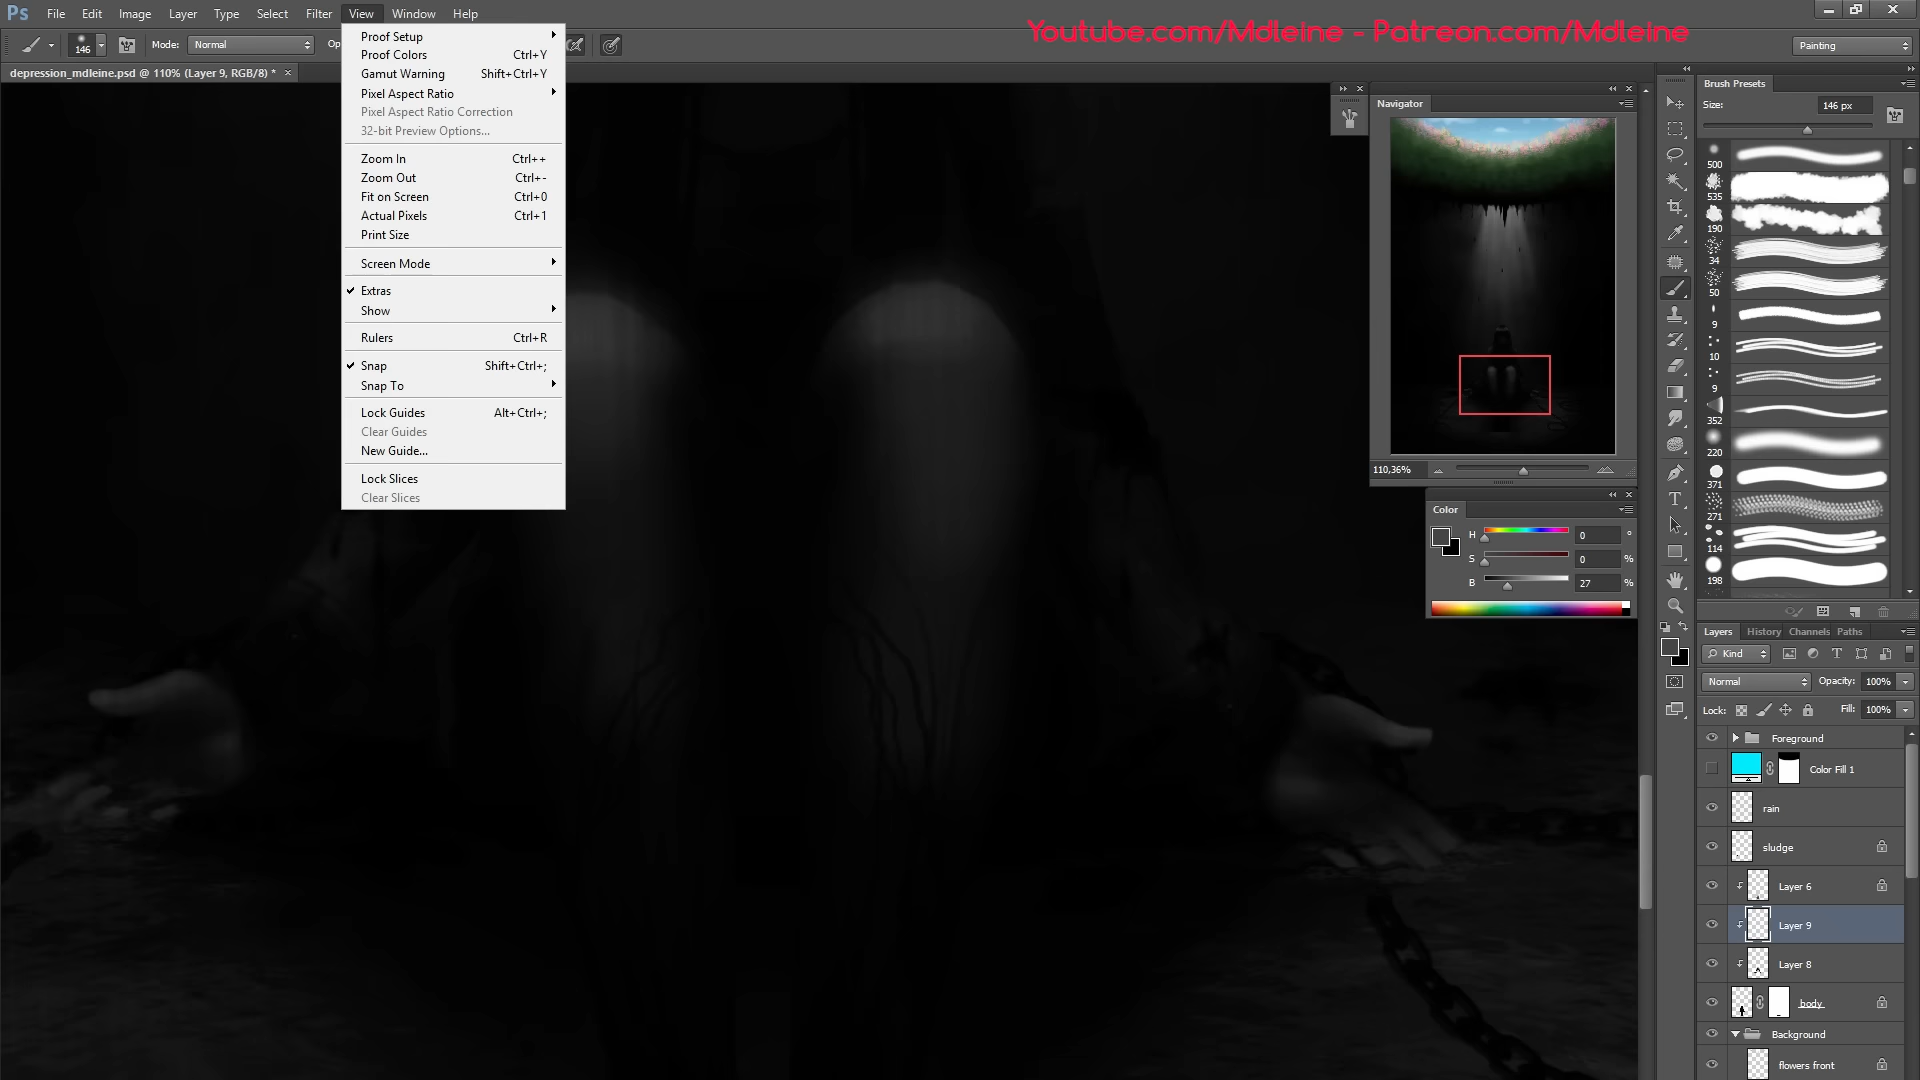 Ps File Edit Image Layer Type Select Filter View Window Help
Youtube.com/Mdleine - Patreon.com/Mdleine
146 Mode: Normal Painting
depression_mdleine.psd @ 110% (Layer 9, RGB/8) *
Proof Setup
Proof Colors Ctrl+Y
Gamut Warning Shift+Ctrl+Y
Pixel Aspect Ratio
Pixel Aspect Ratio Correction
32-bit Preview Options...
Zoom In Ctrl++
Zoom Out Ctrl+-
Fit on Screen Ctrl+0
Actual Pixels Ctrl+1
Print Size
Screen Mode
Extras
Show
Rulers Ctrl+R
Snap Shift+Ctrl+;
Snap To
Lock Guides Alt+Ctrl+;
Clear Guides
New Guide...
Lock Slices
Clear Slices
Navigator
110,36%
Color
H 0 °
S 0 %
B 27 %
Brush Presets
Size: 146 px
500
535
190
34
50
9
10
9
352
220
371
271
114
198
Layers History Channels Paths
Kind
Normal Opacity: 100%
Lock: Fill: 100%
Foreground
Color Fill 1
rain
sludge
Layer 6
Layer 9
Layer 8
body
Background
flowers front